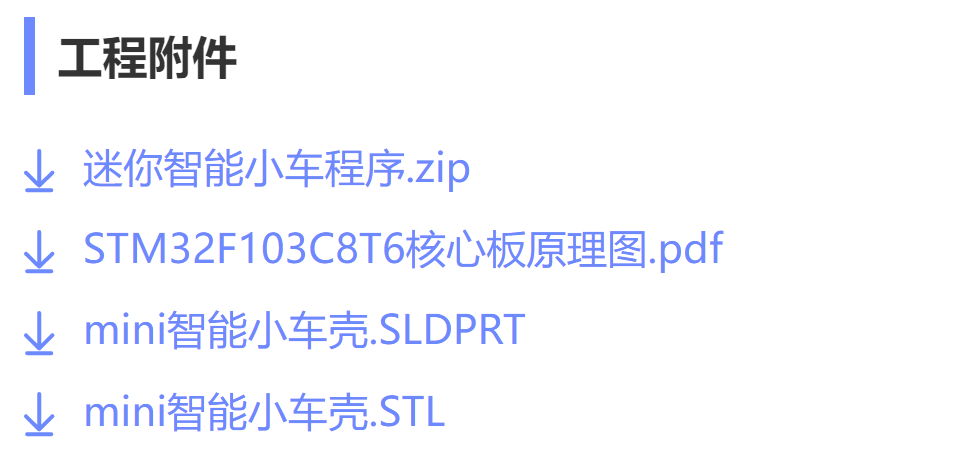 工程附件
迷你智能小车程序.zip
STM32F103C8T6核心板原理图.pdf
mini智能小车壳.SLDPRT
mini智能小车壳.STL